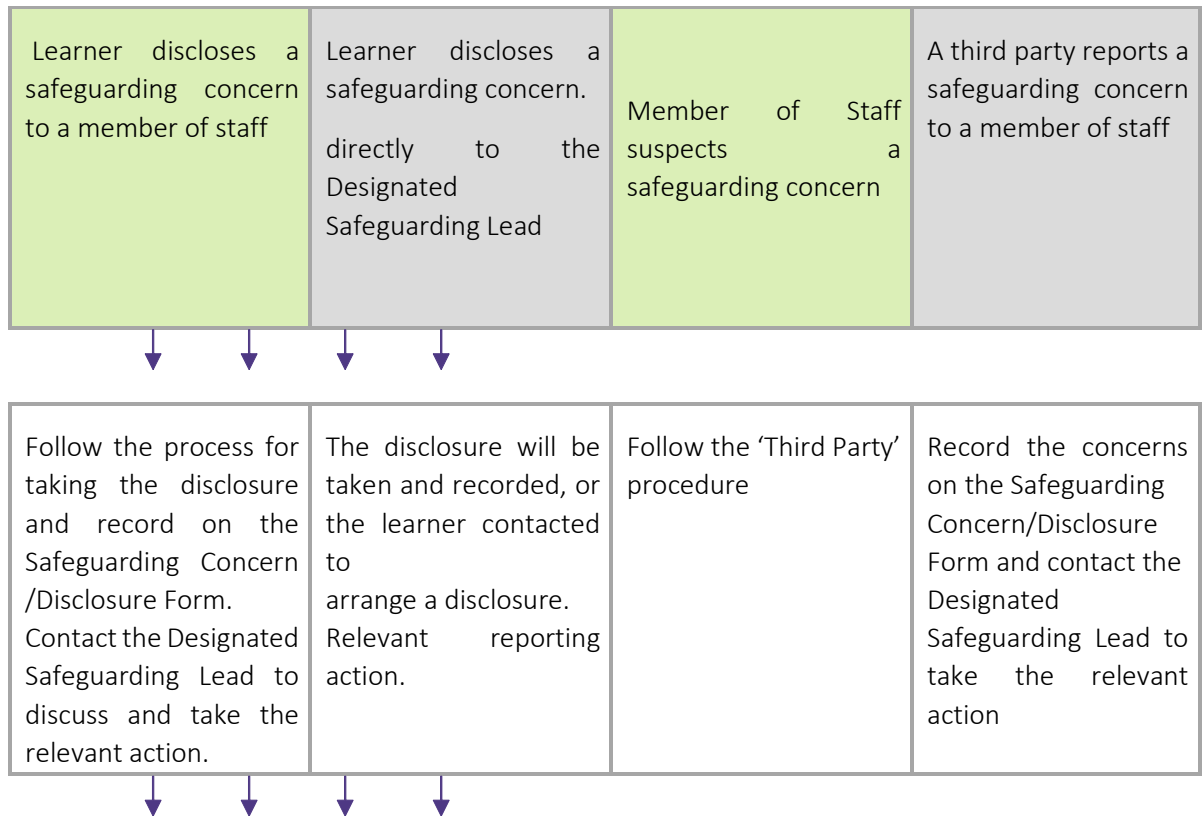 Learner discloses a
safeguarding concern
to a member of staff
Learner discloses a
safeguarding concern.
directly to the
Designated
Safeguarding Lead
Member of Staff
suspects a
safeguarding concern
A third party reports a
safeguarding concern
to a member of staff
Follow the process for
taking the disclosure
and record on the
Safeguarding Concern
/Disclosure Form.
Contact the Designated
Safeguarding Lead to
discuss and take the
relevant action.
The disclosure will be
taken and recorded, or
the learner contacted
to
arrange a disclosure.
Relevant reporting
action.
Follow the ‘Third Party’
procedure
Record the concerns
on the Safeguarding
Concern/Disclosure
Form and contact the
Designated
Safeguarding Lead to
take the relevant
action